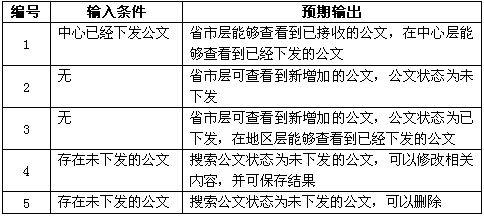 编号 输入条件 预期输出
1 中心已经下发公文 省市层能够查看到已接收的公文，在中心层能
够查看到已经下发的公文
2 无 省市层可查看到新增加的公文，公文状态为未
下发
3 无 省市层可查看到新增加的公文，公文状态为已
下发，在地区层能够查看到已经下发的公文
4 存在未下发的公文 搜索公文状态为未下发的公文，可以修改相关
内容，并可保存结果
5 存在未下发的公文 搜索公文状态为未下发的公文，可以删除